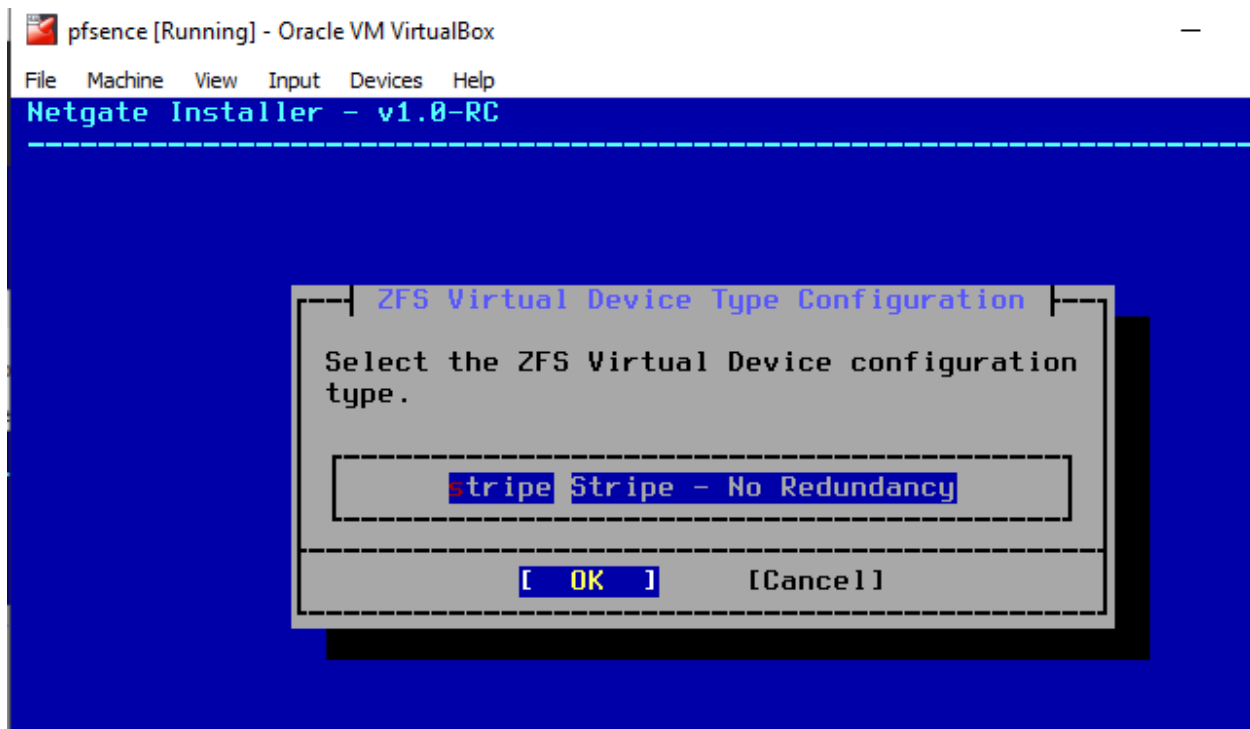 pfsence [Running] - Oracle VM VirtualBox
File Machine View Input Devices Help
Netgate Installer - v1.0-RC
ZFS Virtual Device Type Configuration
Select the ZFS Virtual Device configuration
type.
stripe Stripe - No Redundancy
[ OK ] [Cancel]